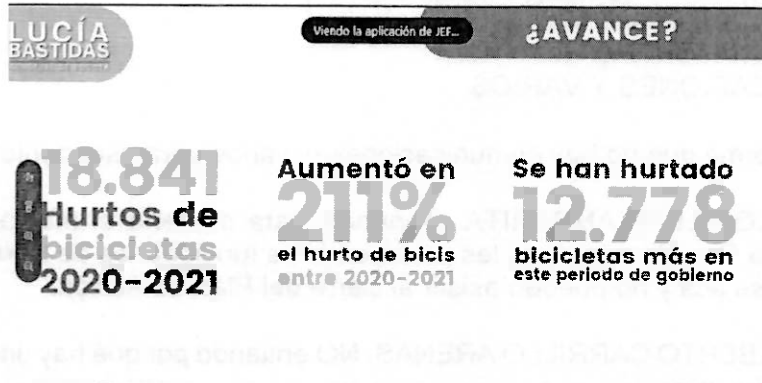 LUCÍA
BASTIDAS
Viendo la aplicación de JEF...
¿AVANCE?
18.841
Hurtos de
bicicletas
2020-2021
Aumentó en
211%
el hurto de bicis
entre 2020-2021
Se han hurtado
12.778
bicicletas más en
este periodo de gobierno